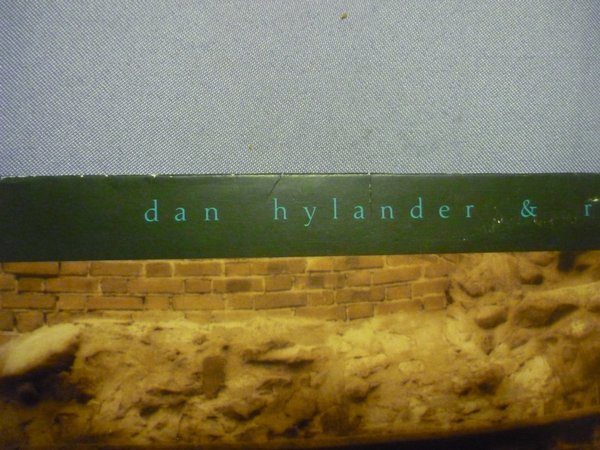 dan hylander & r